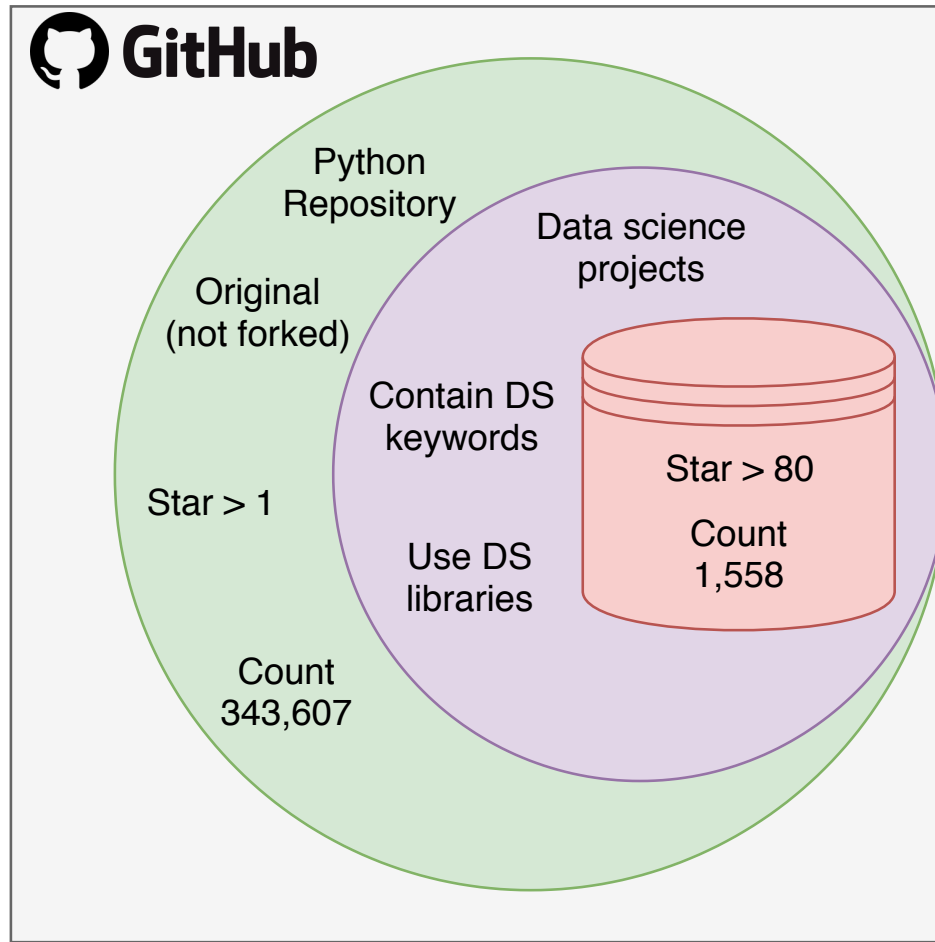 GitHub
Python
Repository
Original
(not forked)
Star > 1
Count
343,607
Data science
projects
Contain DS
keywords
Use DS
libraries
Star > 80
Count
1,558